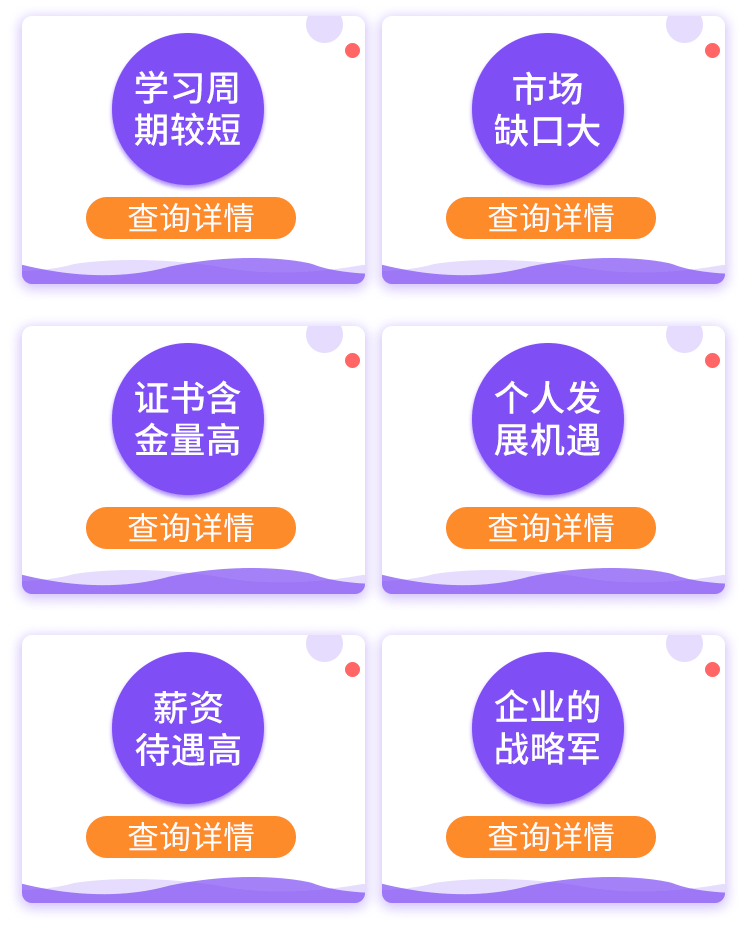 学习周
期较短
查询详情
市场
缺口大
查询详情
证书含
金量高
查询详情
个人发
展机遇
查询详情
薪资
待遇高
查询详情
企业的
战略军
查询详情